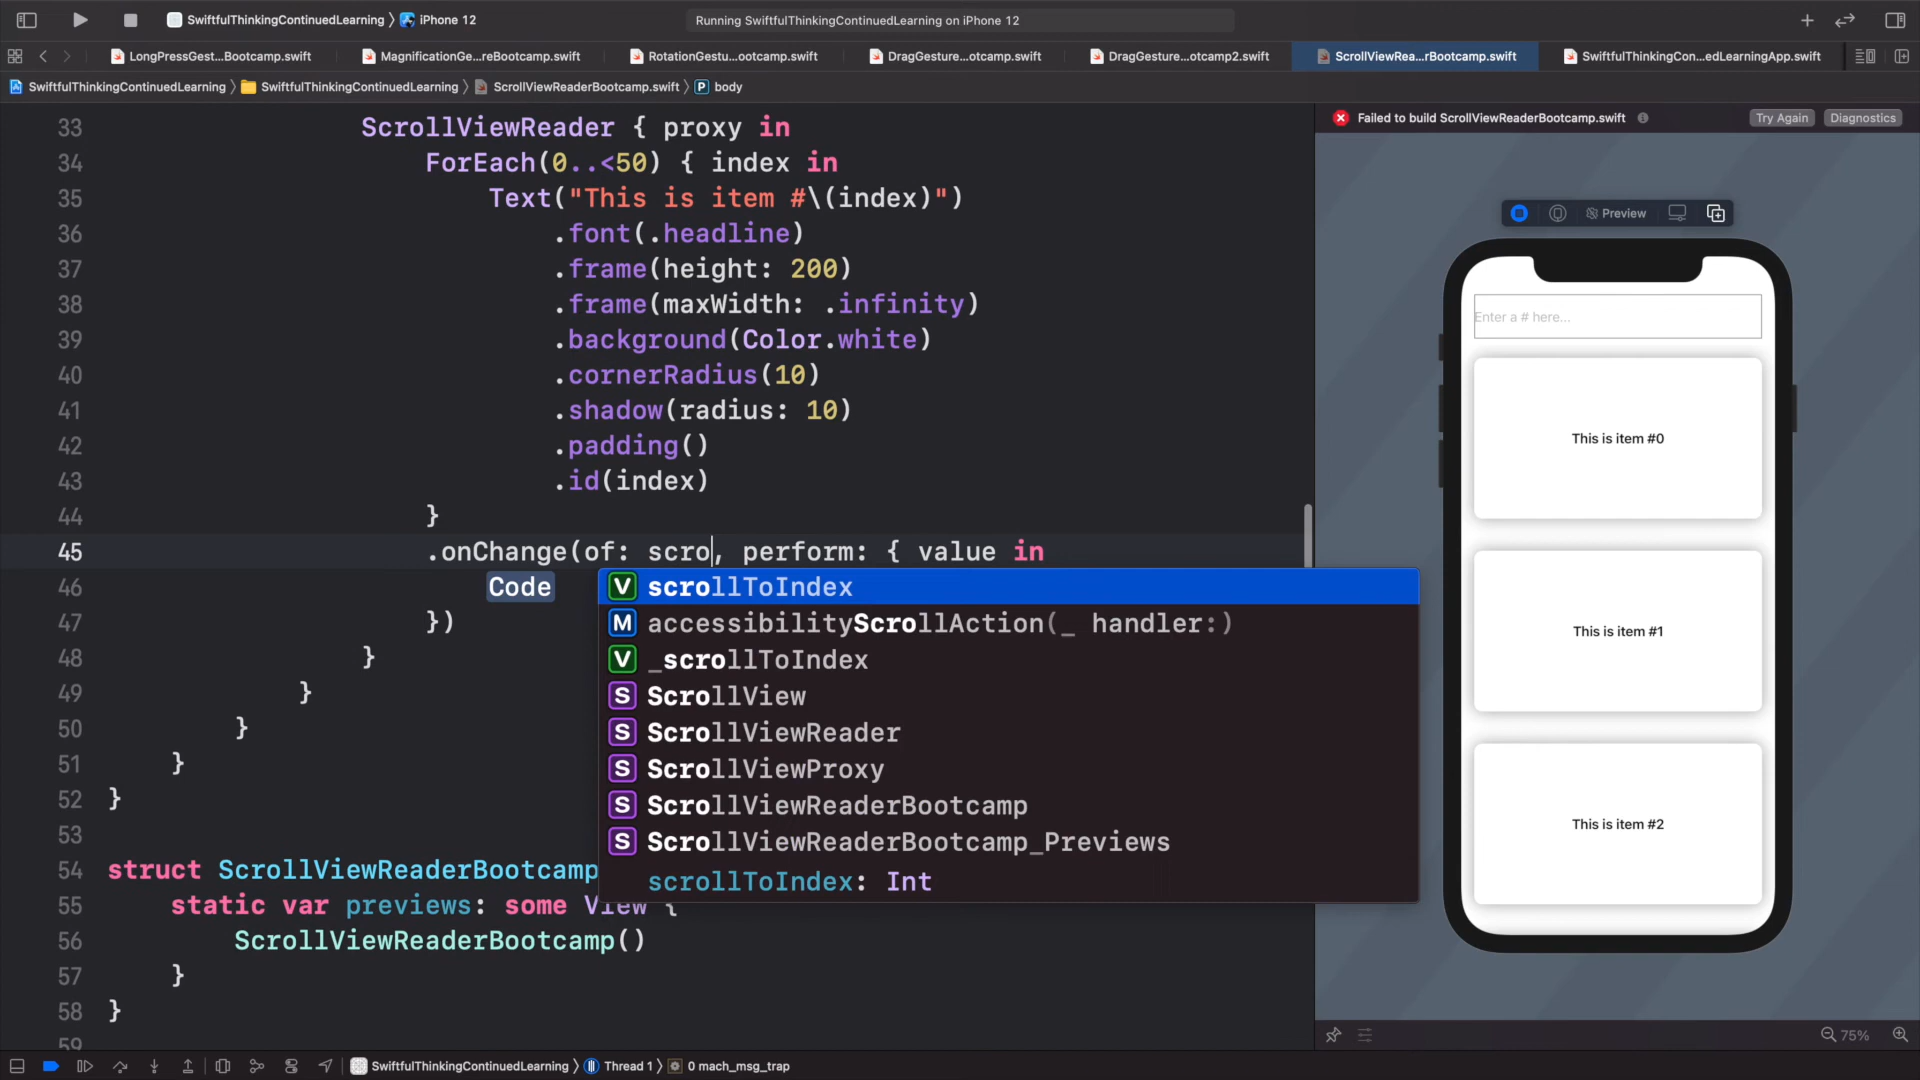 SwiftfulThinkingContinuedLearning 〉 iPhone 12
Running SwiftfulThinkingContinuedLearning on iPhone 12
LongPressGest...Bootcamp.swift
MagnificationGe...reBootcamp.swift
RotationGestu...ootcamp.swift
DragGesture...otcamp.swift
DragGesture...otcamp2.swift
ScrollViewRea...rBootcamp.swift
SwiftfulThinkingCon...edLearningApp.swift
SwiftfulThinkingContinuedLearning 〉 SwiftfulThinkingContinuedLearning 〉 ScrollViewReaderBootcamp.swift 〉 P body
33 ScrollViewReader { proxy in
34 ForEach(0..<50) { index in
35 Text("This is item #\(index)")
36 .font(.headline)
37 .frame(height: 200)
38 .frame(maxWidth: .infinity)
39 .background(Color.white)
40 .cornerRadius(10)
41 .shadow(radius: 10)
42 .padding()
43 .id(index)
44 }
45 .onChange(of: scro, perform: { value in
46 Code
47 })
48 }
49 }
50 }
51 }
52 }
53
54 struct ScrollViewReaderBootcamp
55 static var previews: some View {
56 ScrollViewReaderBootcamp()
57 }
58 }
59
V scrollToIndex
M accessibilityScrollAction(_ handler:)
V _scrollToIndex
S ScrollView
S ScrollViewReader
S ScrollViewProxy
S ScrollViewReaderBootcamp
S ScrollViewReaderBootcamp_Previews
scrollToIndex: Int
Failed to build ScrollViewReaderBootcamp.swift
Try Again
Diagnostics
Preview
Enter a # here...
This is item #0
This is item #1
This is item #2
75%
SwiftfulThinkingContinuedLearning 〉 Thread 1 〉 0 mach_msg_trap